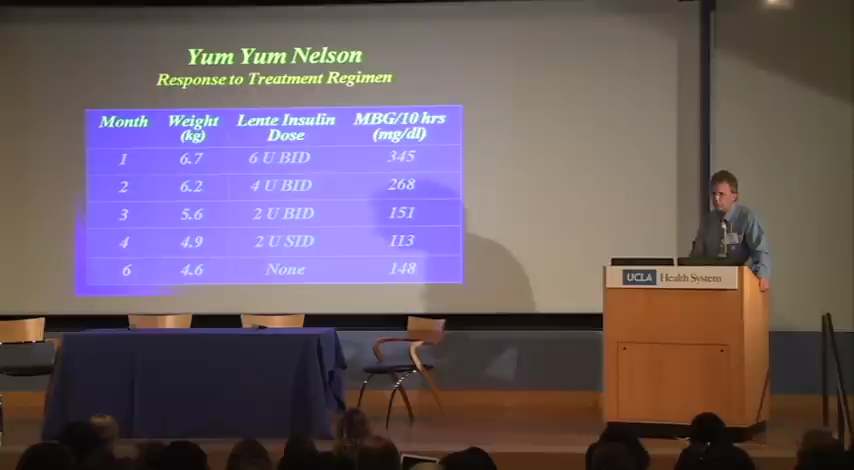 Yum Yum Nelson
Response to Treatment Regimen
Month Weight (kg) Lente Insulin Dose MBG/10 hrs (mg/dl)
1 6.7 6 U BID 345
2 6.2 4 U BID 268
3 5.6 2 U BID 151
4 4.9 2 U SID 113
6 4.6 None 148
UCLA Health System